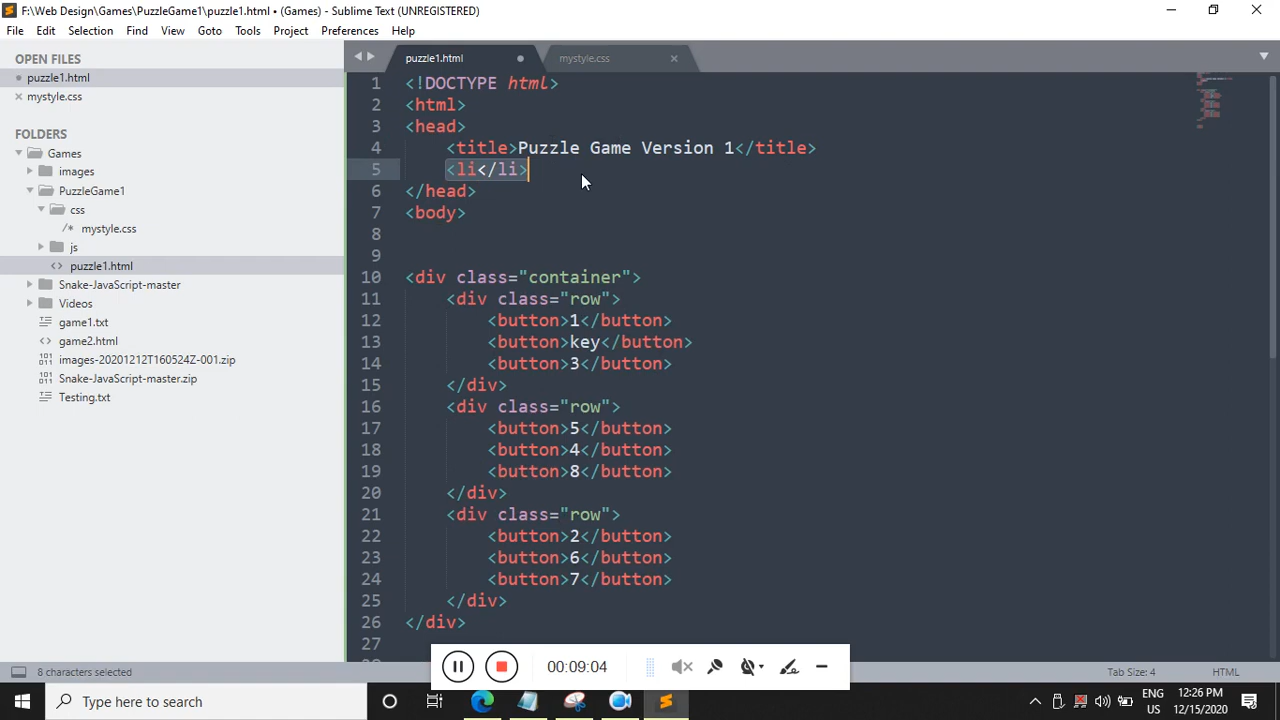 F:\Web Design\Games\PuzzleGame1\puzzle1.html • (Games) - Sublime Text (UNREGISTERED)
File Edit Selection Find View Goto Tools Project Preferences Help
OPEN FILES
puzzle1.html
mystyle.css
FOLDERS
Games
images
PuzzleGame1
css
/* mystyle.css
js
<> puzzle1.html
Snake-JavaScript-master
Videos
game1.txt
<> game2.html
images-20201212T160524Z-001.zip
Snake-JavaScript-master.zip
Testing.txt
puzzle1.html mystyle.css
1 <!DOCTYPE html>
2 <html>
3 <head>
4 <title>Puzzle Game Version 1</title>
5 <li</li>
6 </head>
7 <body>
8
9
10 <div class="container">
11 <div class="row">
12 <button>1</button>
13 <button>key</button>
14 <button>3</button>
15 </div>
16 <div class="row">
17 <button>5</button>
18 <button>4</button>
19 <button>8</button>
20 </div>
21 <div class="row">
22 <button>2</button>
23 <button>6</button>
24 <button>7</button>
25 </div>
26 </div>
27
00:09:04
8 characters selected Tab Size: 4 HTML
Type here to search
ENG
US
12:26 PM
12/15/2020